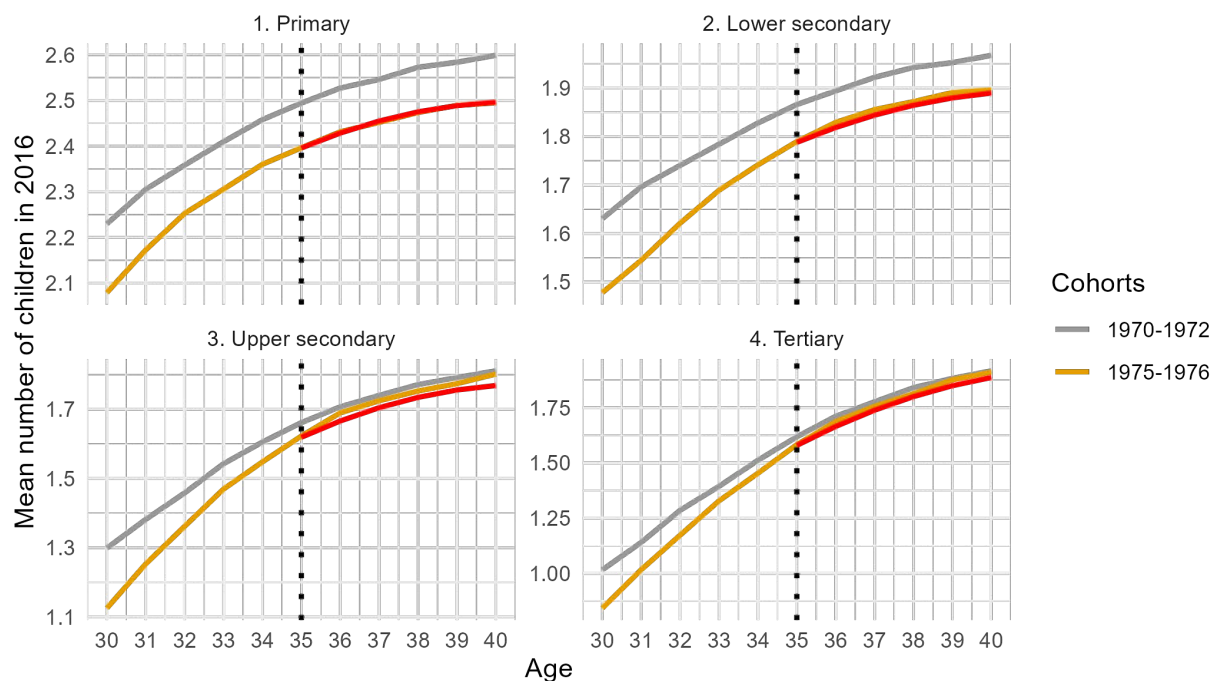 1. Primary
2. Lower secondary
2.6
2.5
2.4
2.3
2.2
2.1
1.9
1.8
1.7
1.6
1.5
Mean number of children in 2016
3. Upper secondary
4. Tertiary
1.7
1.5
1.3
1.1
1.75
1.50
1.25
1.00
30 31 32 33 34 35 36 37 38 39 40
30 31 32 33 34 35 36 37 38 39 40
Age
Cohorts
1970-1972
1975-1976